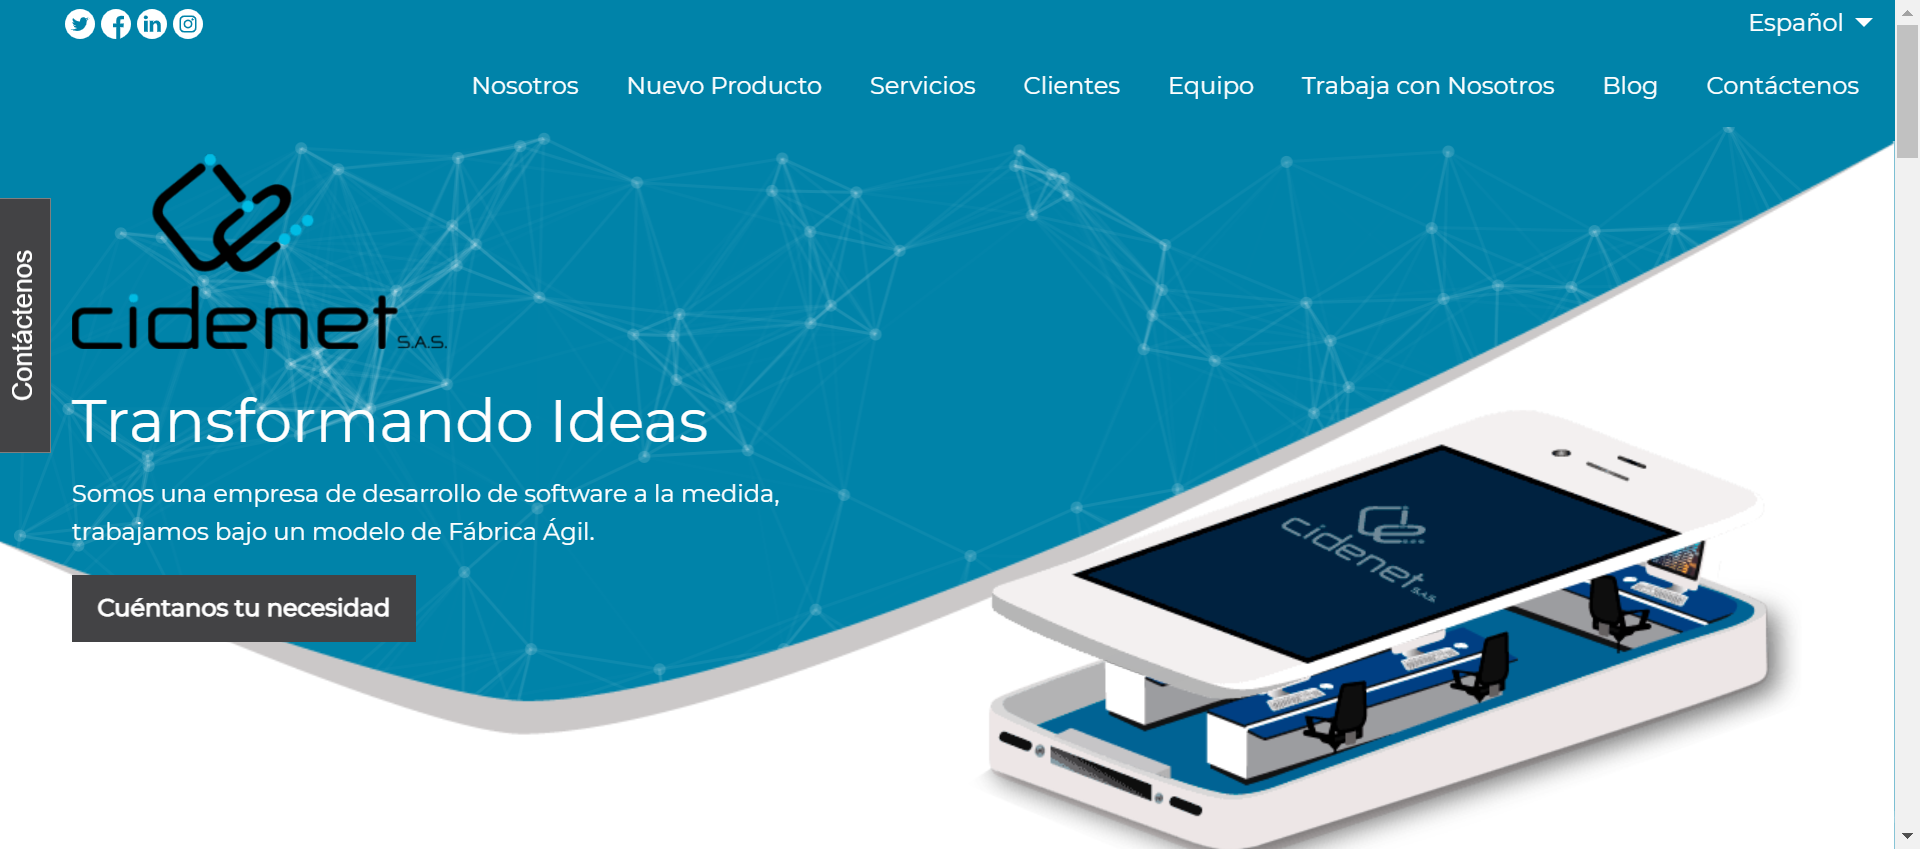 Español
Nosotros Nuevo Producto Servicios Clientes Equipo Trabaja con Nosotros Blog Contáctenos
Contáctenos
cidenet S.A.S.
Transformando Ideas
Somos una empresa de desarrollo de software a la medida,
trabajamos bajo un modelo de Fábrica Ágil.
Cuéntanos tu necesidad
cidenet S.A.S.